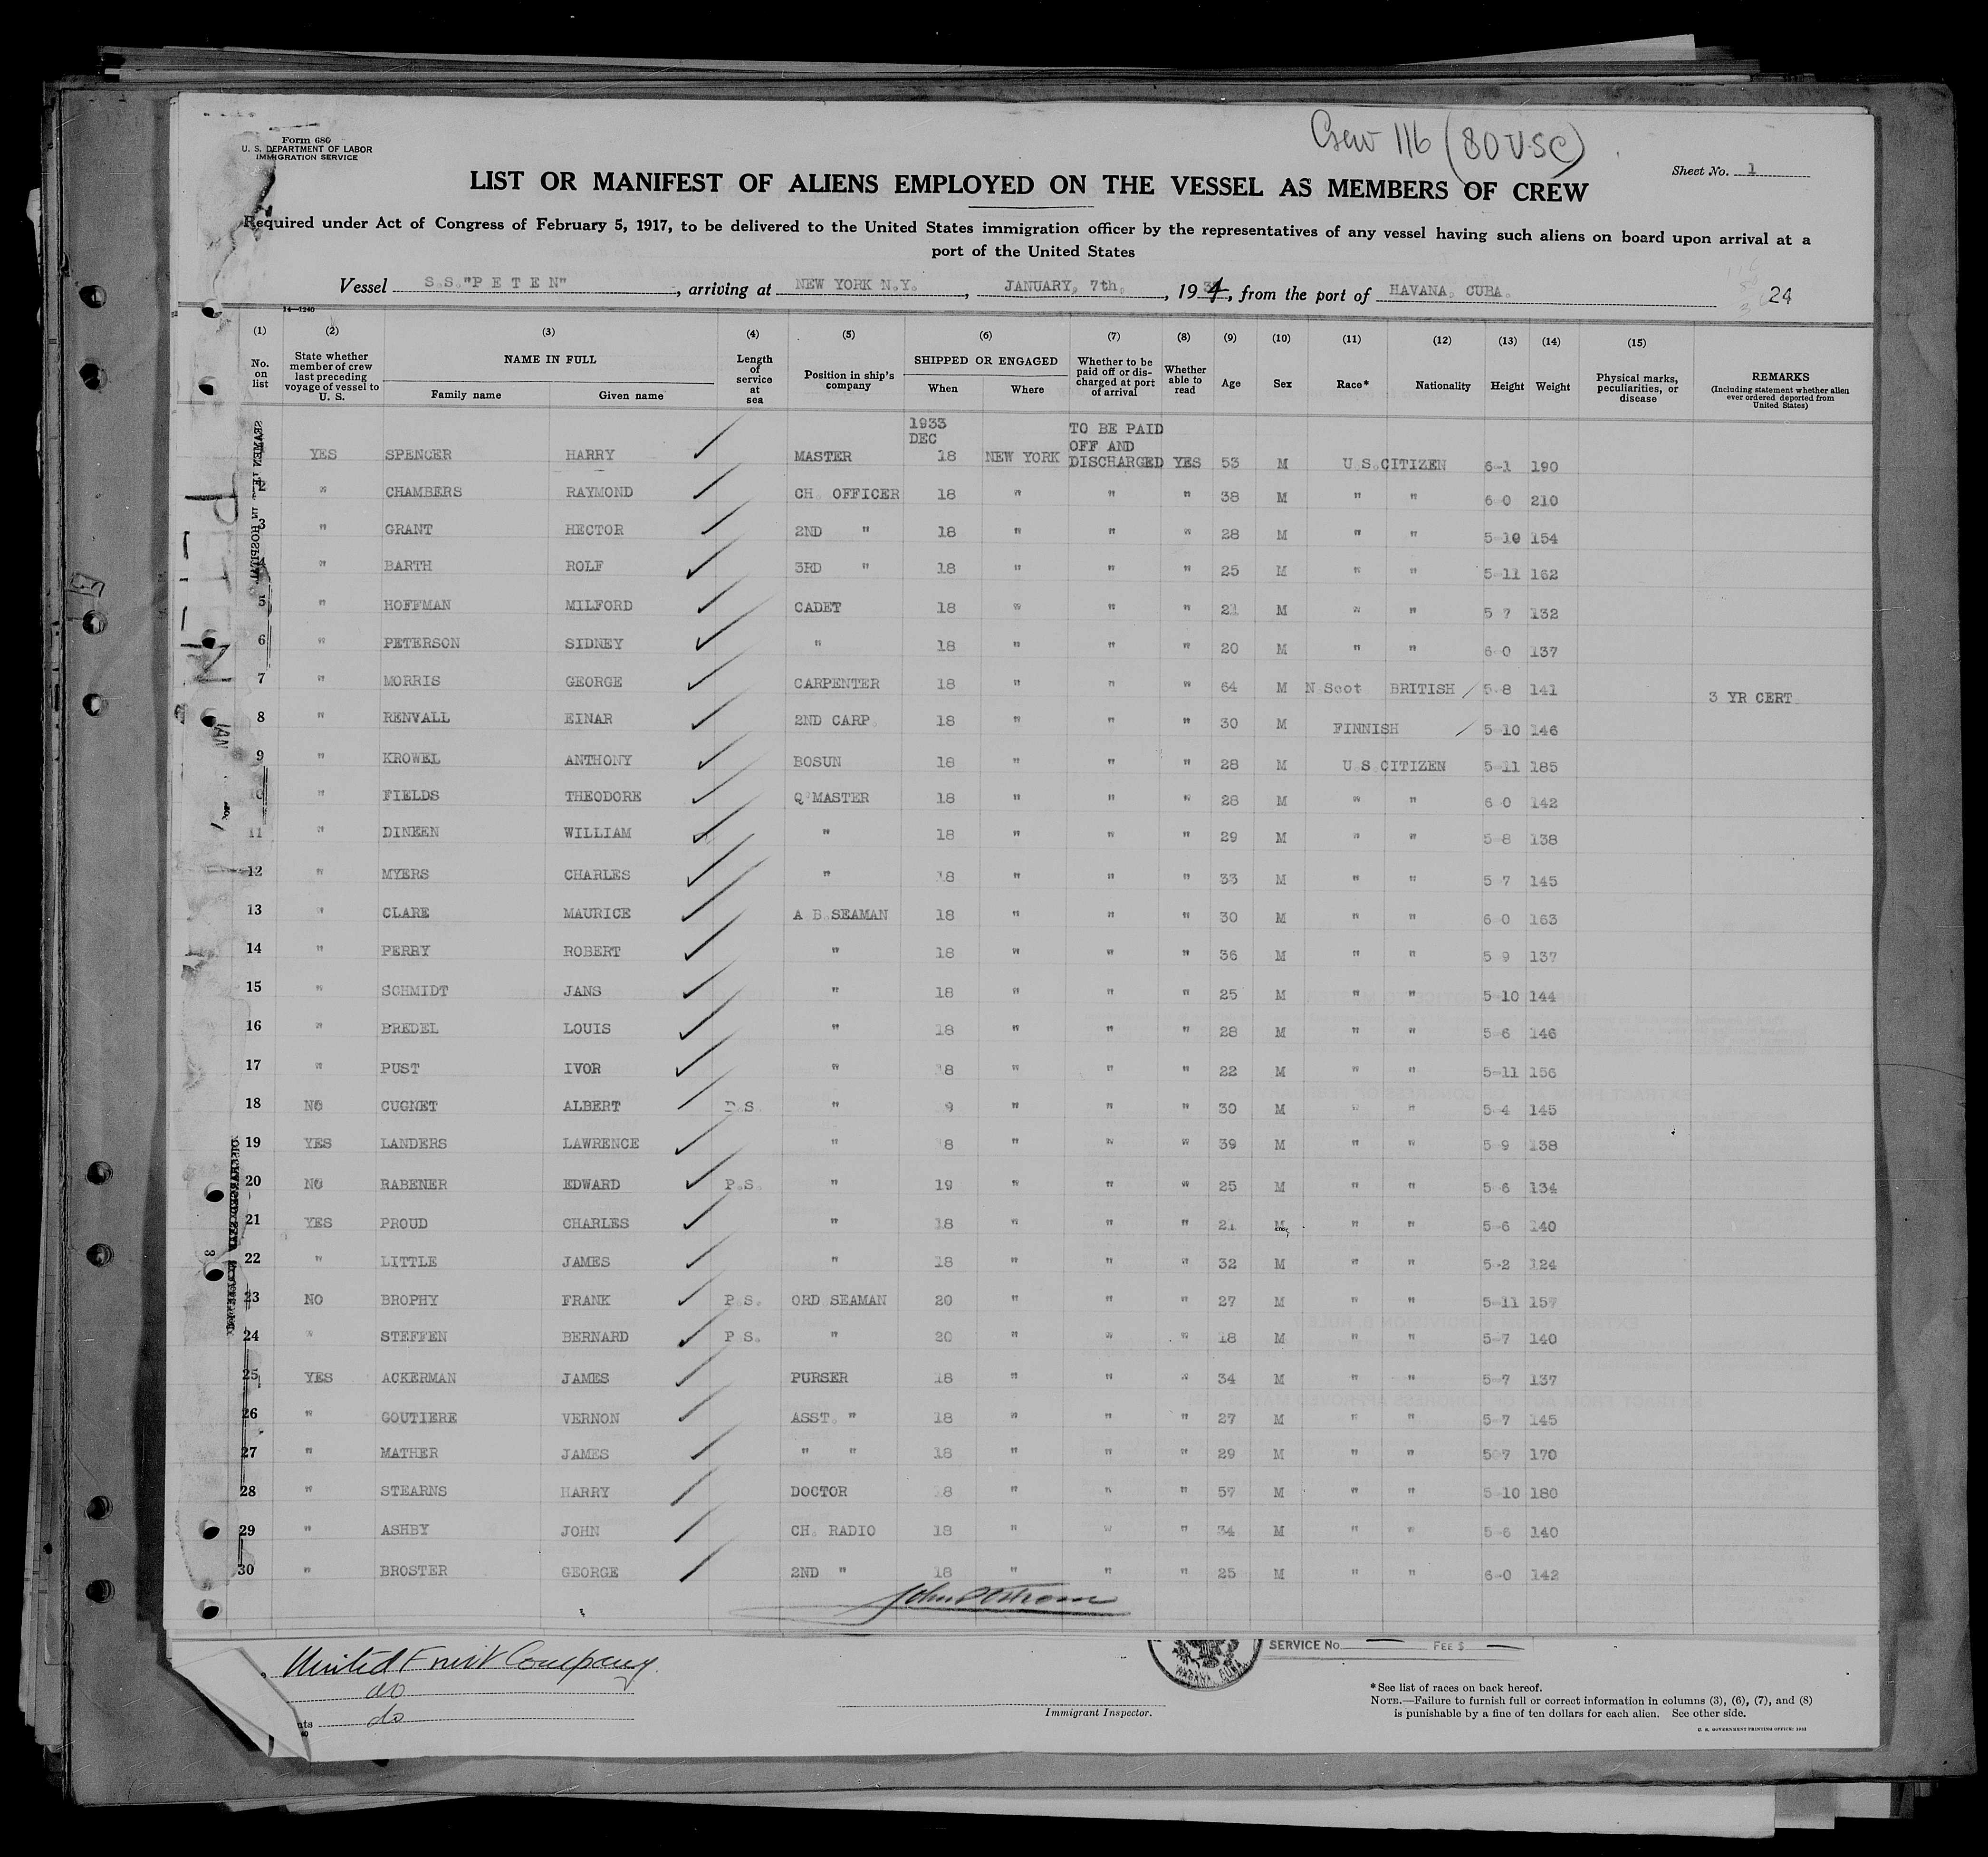 Crew 116 (80 U.S.C)
Form 680
U. S. DEPARTMENT OF LABOR
IMMIGRATION SERVICE
Sheet No. 1
LIST OR MANIFEST OF ALIENS EMPLOYED ON THE VESSEL AS MEMBERS OF CREW
Required under Act of Congress of February 5, 1917, to be delivered to the United States immigration officer by the representatives of any vessel having such aliens on board upon arrival at a
port of the United States
Vessel S.S. "P E T E N", arriving at NEW YORK N.Y., JANUARY, 7th, 1934, from the port of HAVANA, CUBA.
24
14—1240
(1) (2) (3) (4) (5) (6) (7) (8) (9) (10) (11) (12) (13) (14) (15)
No. on list State whether member of crew last preceding voyage of vessel to U. S. NAME IN FULL Family name Given name Length of service at sea Position in ship's company SHIPPED OR ENGAGED When Where Whether to be paid off or discharged at port of arrival Whether able to read Age Sex Race* Nationality Height Weight Physical marks, peculiarities, or disease REMARKS (Including statement whether alien ever ordered deported from United States)
1933 TO BE PAID
DEC OFF AND
YES SPENCER HARRY MASTER 18 NEW YORK DISCHARGED YES 53 M U.S.CITIZEN 6-1 190
2 " CHAMBERS RAYMOND CH. OFFICER 18 " " " 38 M " " 6 0 210
3 " GRANT HECTOR 2ND " 18 " " " 28 M " " 5-10 154
" BARTH ROLF 3RD " 18 " " " 25 M " " 5-11 162
5 " HOFFMAN MILFORD CADET 18 " " " 21 M " " 5 7 132
6 " PETERSON SIDNEY " 18 " " " 20 M " " 6-0 137
7 " MORRIS GEORGE CARPENTER 18 " " " 64 M N Scot BRITISH 5-8 141 3 YR CERT.
8 " RENVALL EINAR 2ND CARP. 18 " " " 30 M FINNISH 5-10 146
9 " KROWEL ANTHONY BOSUN 18 " " " 28 M U.S.CITIZEN 5-11 185
10 " FIELDS THEODORE Q MASTER 18 " " " 28 M " " 6 0 142
11 " DINEEN WILLIAM " 18 " " " 29 M " " 5-8 138
12 " MYERS CHARLES " 18 " " " 33 M " " 5 7 145
13 " CLARE MAURICE A B SEAMAN 18 " " " 30 M " " 6 0 163
14 " PERRY ROBERT " 18 " " " 36 M " " 5 9 137
15 " SCHMIDT JANS " 18 " " " 25 M " " 5-10 144
16 " BREDEL LOUIS " 18 " " " 28 M " " 5-6 146
17 " PUST IVOR " 18 " " " 22 M " " 5-11 156
18 NO CUGNET ALBERT P.S. " 9 " " " 30 M " " 5-4 145
19 YES LANDERS LAWRENCE " 8 " " " 39 M " " 5-9 138
20 NO RABENER EDWARD P.S. " 19 " " " 25 M " " 5 6 134
21 YES PROUD CHARLES " 18 " " " 21 M " " 5-6 140
22 " LITTLE JAMES " 18 " " " 32 M " " 5-2 124
23 NO BROPHY FRANK P.S. ORD SEAMAN 20 " " " 27 M " " 5-11 157
24 " STEFFEN BERNARD P S. " 20 " " " 18 M " " 5-7 140
25 YES ACKERMAN JAMES PURSER 18 " " " 34 M " " 5-7 137
26 " GOUTIERE VERNON ASST. " 18 " " " 27 M " " 5-7 145
27 " MATHER JAMES " " 18 " " " 29 M " " 5-7 170
28 " STEARNS HARRY DOCTOR 8 " " " 57 M " " 5-10 180
29 " ASHBY JOHN CH. RADIO 18 " " " 34 M " " 5-6 140
30 " BROSTER GEORGE 2ND " 18 " " " 25 M " " 6-0 142
United Fruit Company
do
do
SERVICE No. — FEE $ —
HAVANA, CUBA
Immigrant Inspector.
*See list of races on back hereof.
NOTE.—Failure to furnish full or correct information in columns (3), (6), (7), and (8)
is punishable by a fine of ten dollars for each alien. See other side.
U. S. GOVERNMENT PRINTING OFFICE: 1931